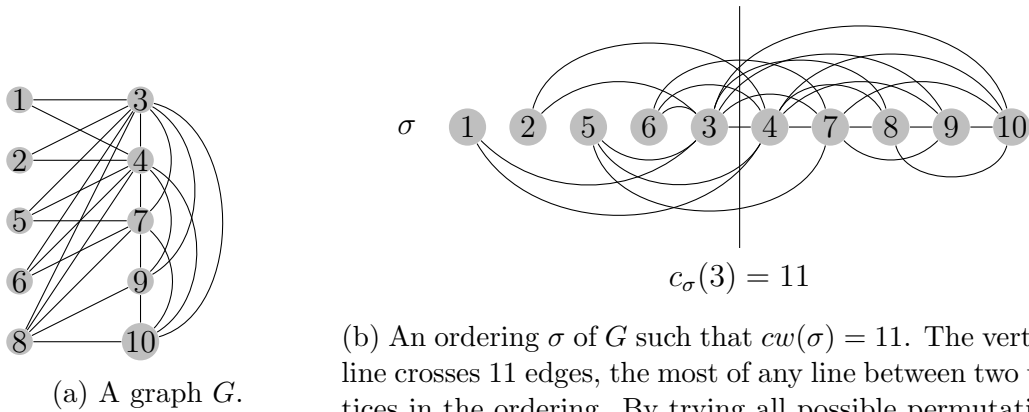 1 3
2 4
5 7
6 9
8 10
(a) A graph G.
σ 1 2 5 6 3 4 7 8 9 10
c_σ(3) = 11
(b) An ordering σ of G such that cw(σ) = 11. The vert
line crosses 11 edges, the most of any line between two
tices in the ordering. By trying all possible permutati